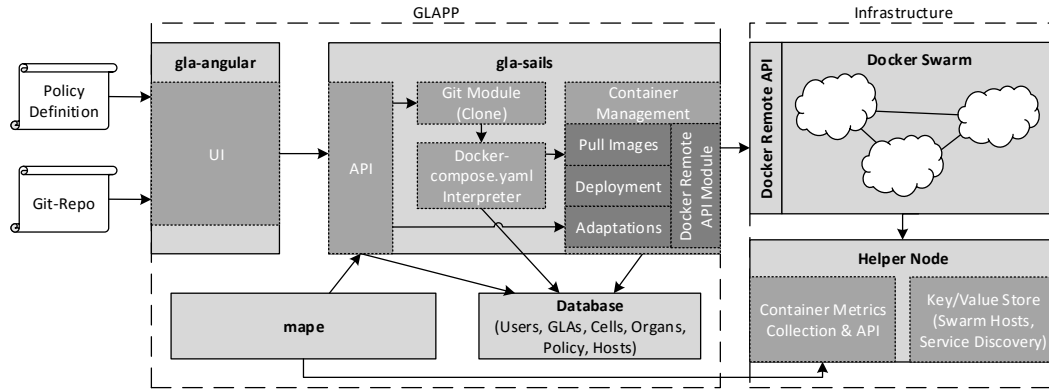 GLAPP
Infrastructure
Policy
Definition
Git-Repo
gla-angular
UI
gla-sails
API
Git Module
(Clone)
Docker-
compose.yaml
Interpreter
Container
Management
Pull Images
Deployment
Adaptations
Docker Remote
API Module
Docker Remote API
Docker Swarm
mape
Database
(Users, GLAs, Cells, Organs,
Policy, Hosts)
Helper Node
Container Metrics
Collection & API
Key/Value Store
(Swarm Hosts,
Service Discovery)